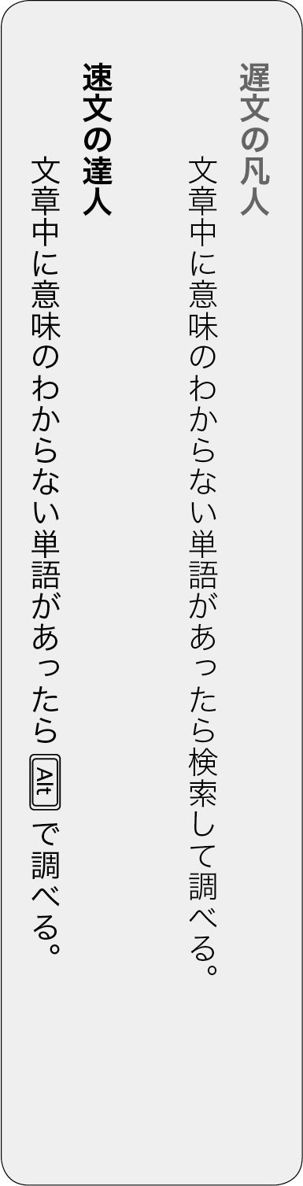 遅文の凡人
文章中に意味のわからない単語があったら検索して調べる。
速文の達人
文章中に意味のわからない単語があったらAltで調べる。